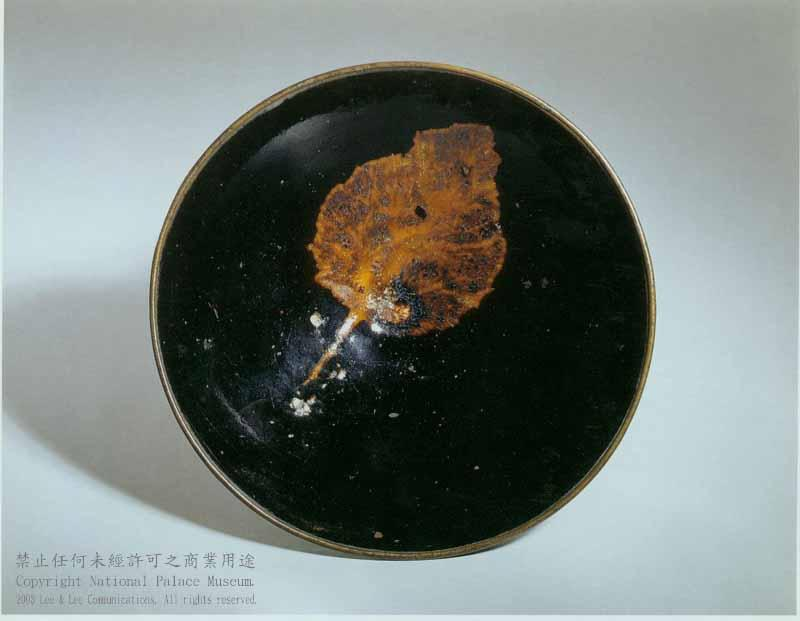 禁止任何未經許可之商業用途
Copyright National Palace Museum.
2003 Lee & Lee Communications, All rights reserved.